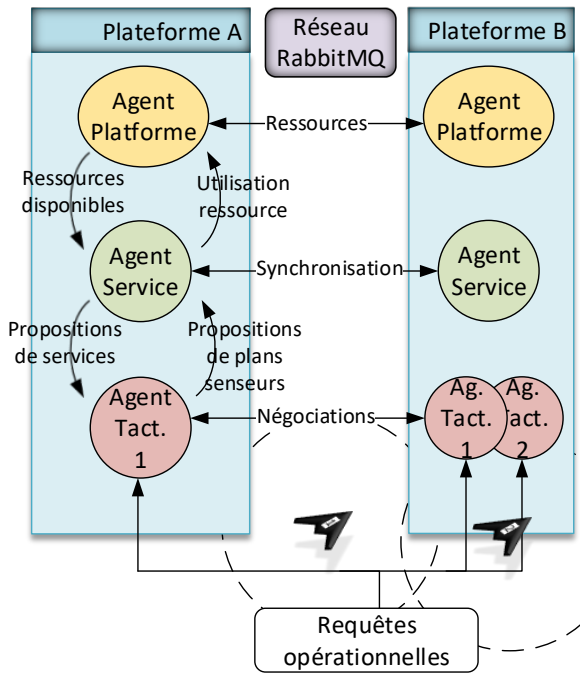 Plateforme A
Réseau
RabbitMQ
Plateforme B
Agent
Platforme
Ressources
Agent
Platforme
Ressources
disponibles
Utilisation
ressource
Agent
Service
Synchronisation
Agent
Service
Propositions
de services
Propositions
de plans
senseurs
Agent
Tact.
1
Négociations
Ag.
Tact.
1
Ag.
Tact.
2
Requêtes
opérationnelles